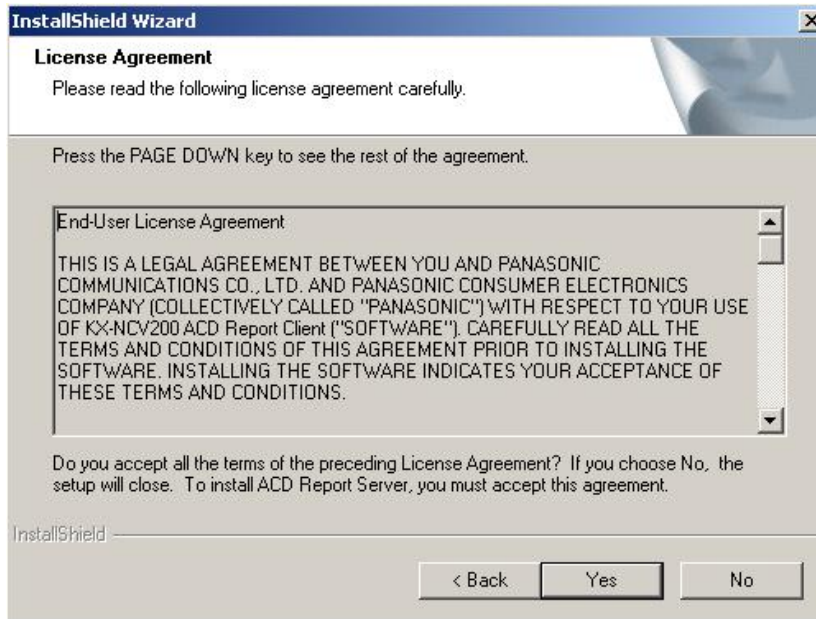 InstallShield Wizard
License Agreement
Please read the following license agreement carefully.
Press the PAGE DOWN key to see the rest of the agreement.
End-User License Agreement
THIS IS A LEGAL AGREEMENT BETWEEN YOU AND PANASONIC
COMMUNICATIONS CO., LTD. AND PANASONIC CONSUMER ELECTRONICS
COMPANY (COLLECTIVELY CALLED "PANASONIC") WITH RESPECT TO YOUR USE
OF KX-NCV200 ACD Report Client ("SOFTWARE"). CAREFULLY READ ALL THE
TERMS AND CONDITIONS OF THIS AGREEMENT PRIOR TO INSTALLING THE
SOFTWARE. INSTALLING THE SOFTWARE INDICATES YOUR ACCEPTANCE OF
THESE TERMS AND CONDITIONS.
Do you accept all the terms of the preceding License Agreement? If you choose No, the
setup will close. To install ACD Report Server, you must accept this agreement.
InstallShield
< Back Yes No